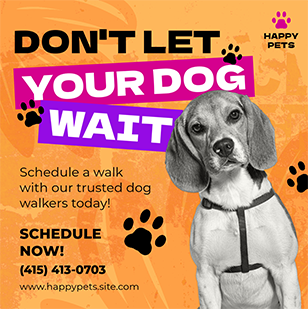 DON'T LET
YOUR DOG
WAIT
HAPPY
PETS
Schedule a walk
with our trusted dog
walkers today!
SCHEDULE
NOW!
(415) 413-0703
www.happypets.site.com